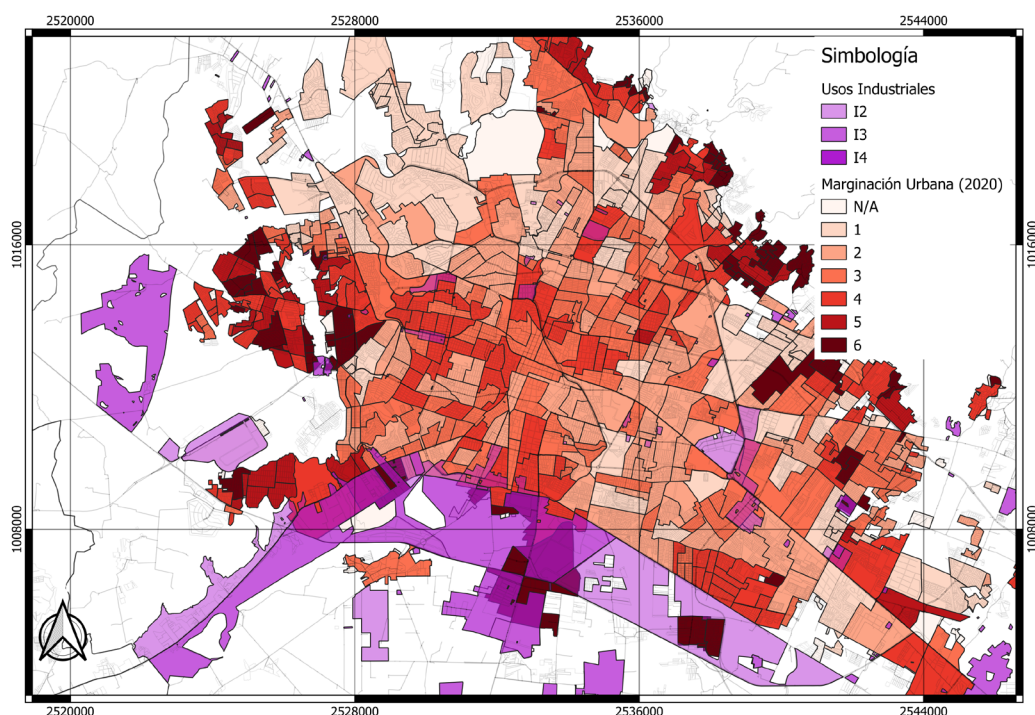 2520000 2528000 2536000 2544000
Simbología
Usos Industriales
I2
I3
I4
Marginación Urbana (2020)
N/A
1
2
3
4
5
6
1016000 1016000
1008000 1008000
2520000 2528000 2536000 2544000